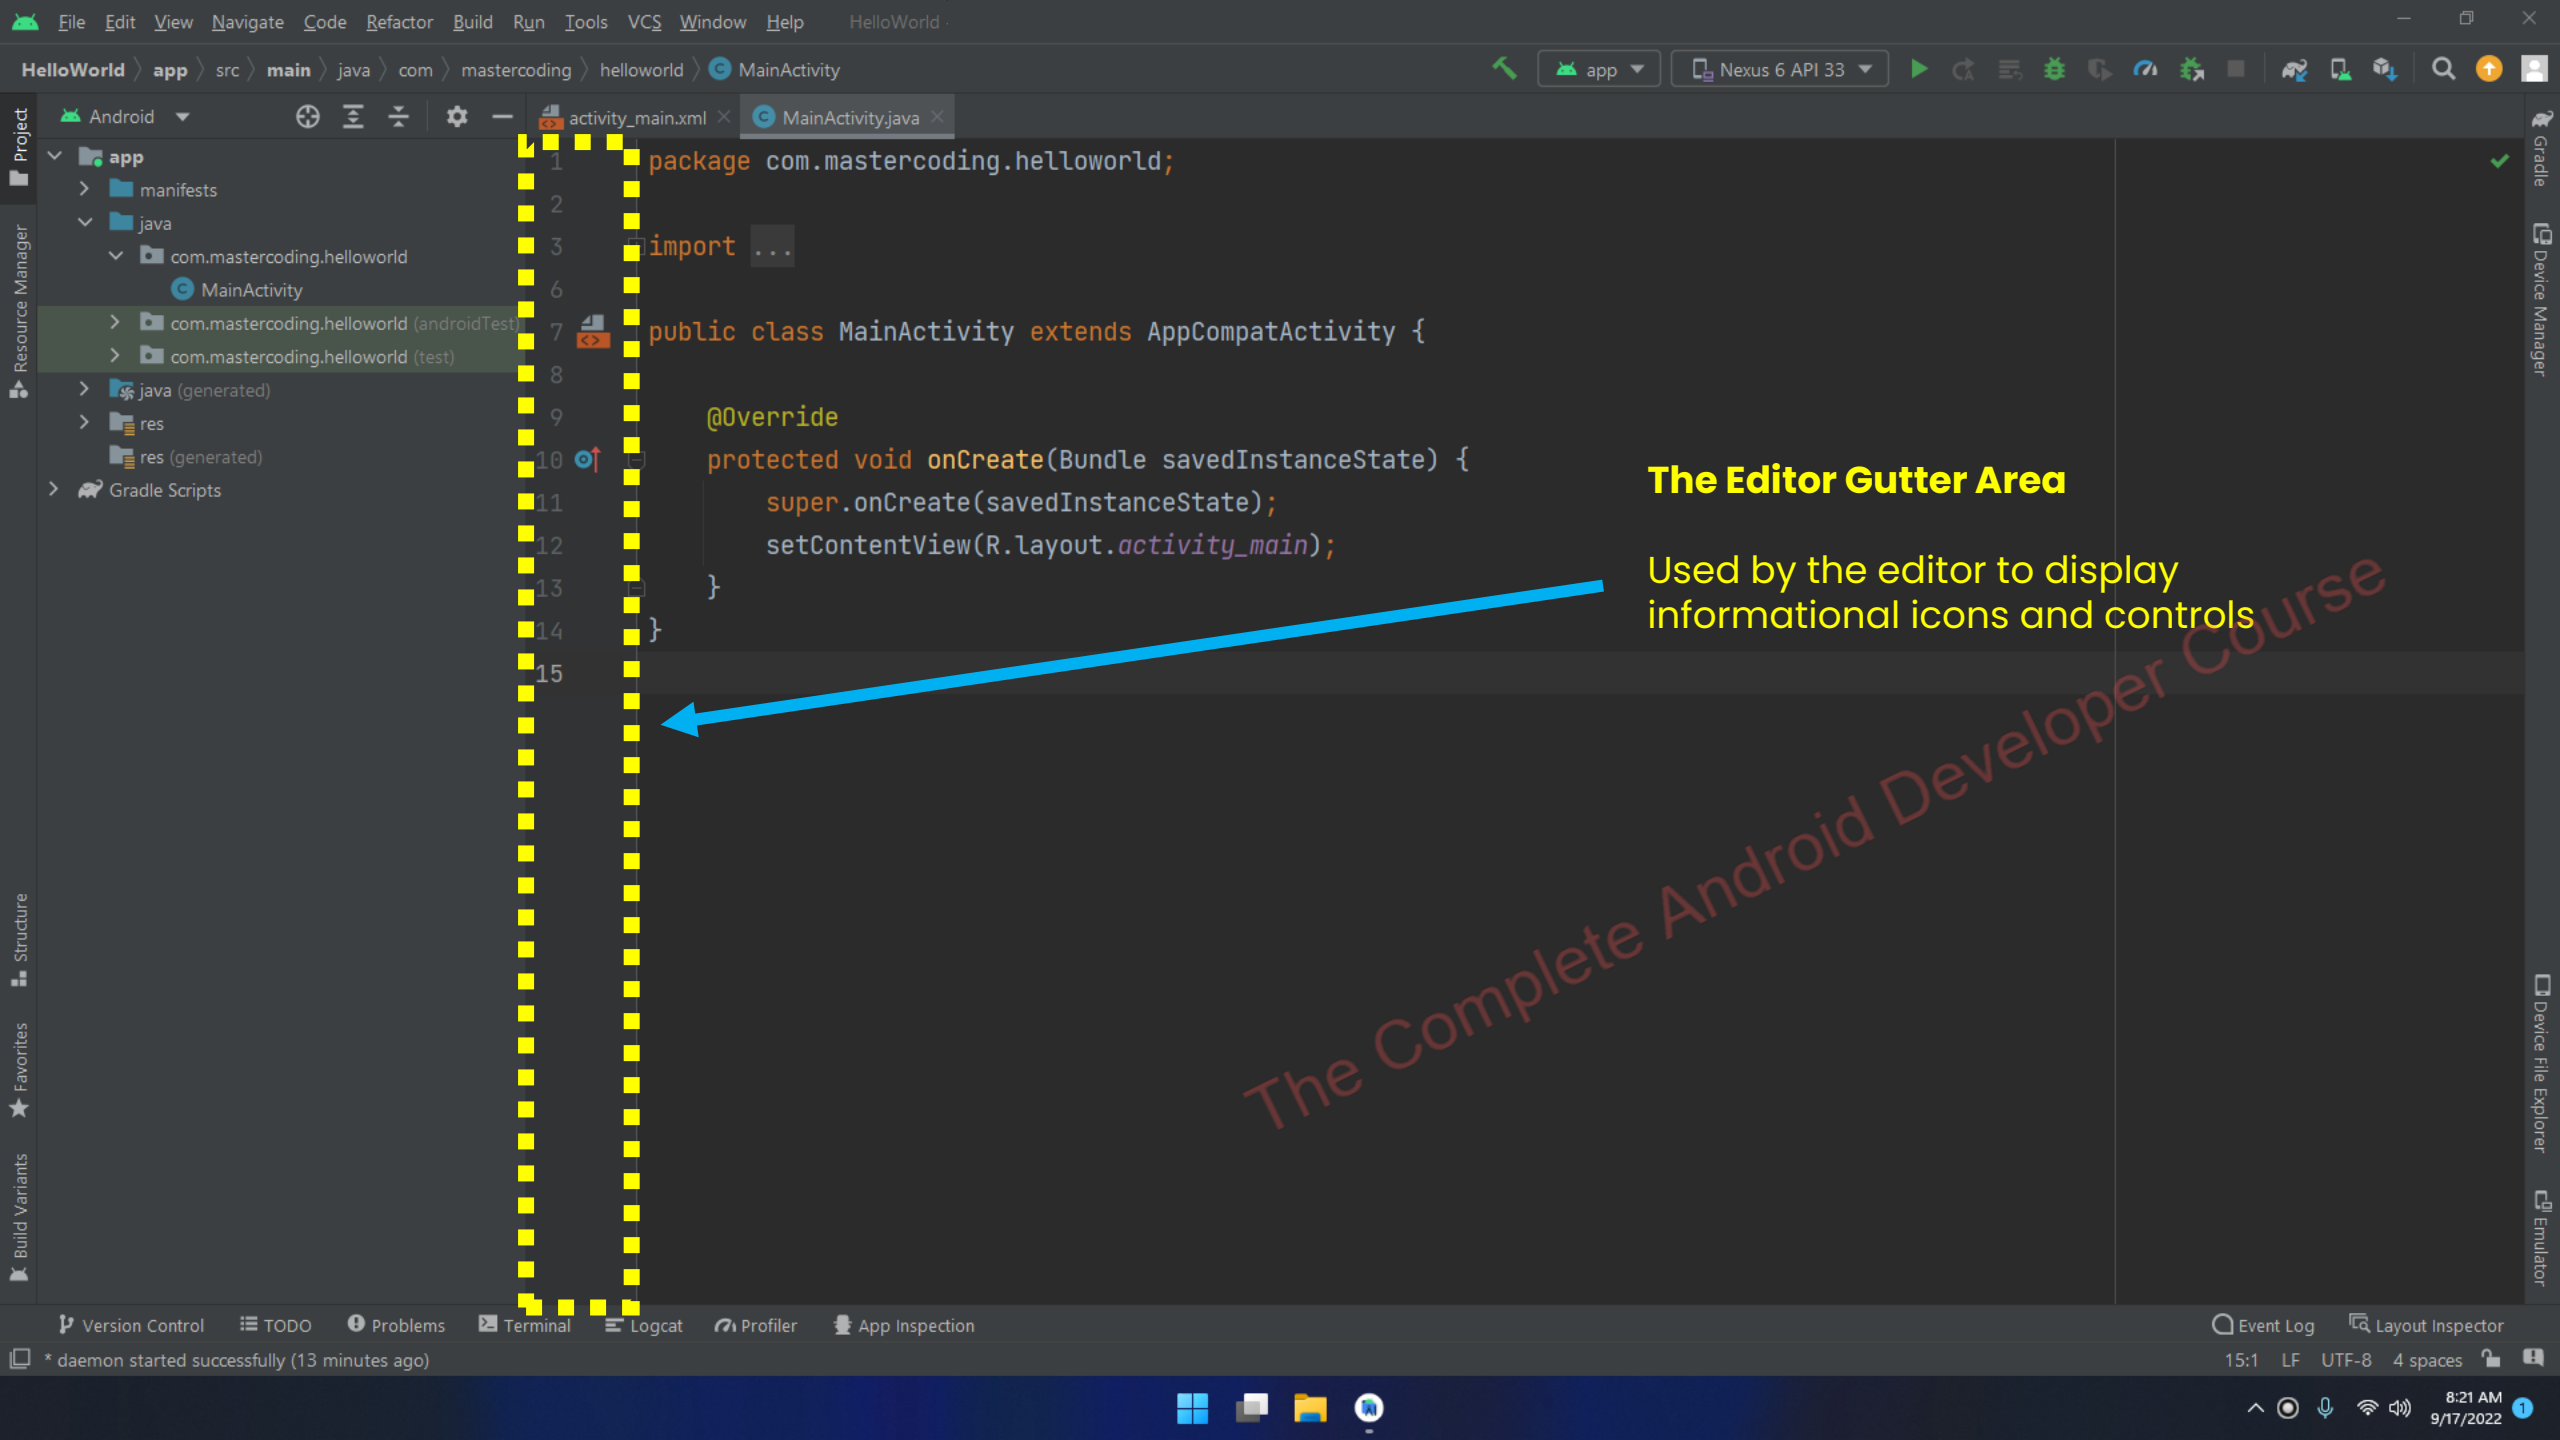 File Edit View Navigate Code Refactor Build Run Tools VCS Window Help HelloWorld -
HelloWorld app src main java com mastercoding helloworld MainActivity app Nexus 6 API 33
Android activity_main.xml MainActivity.java
Project
Resource Manager
Structure
Favorites
Build Variants
app
manifests
java
com.mastercoding.helloworld
MainActivity
com.mastercoding.helloworld (androidTest)
com.mastercoding.helloworld (test)
java (generated)
res
res (generated)
Gradle Scripts
1 package com.mastercoding.helloworld;
2
3 import ...
6
7 public class MainActivity extends AppCompatActivity {
8
9 @Override
10 protected void onCreate(Bundle savedInstanceState) {
11 super.onCreate(savedInstanceState);
12 setContentView(R.layout.activity_main);
13 }
14 }
15
The Editor Gutter Area
Used by the editor to display
informational icons and controls
The Complete Android Developer Course
Gradle
Device Manager
Device File Explorer
Emulator
Version Control TODO Problems Terminal Logcat Profiler App Inspection Event Log Layout Inspector
* daemon started successfully (13 minutes ago) 15:1 LF UTF-8 4 spaces
8:21 AM
9/17/2022 1